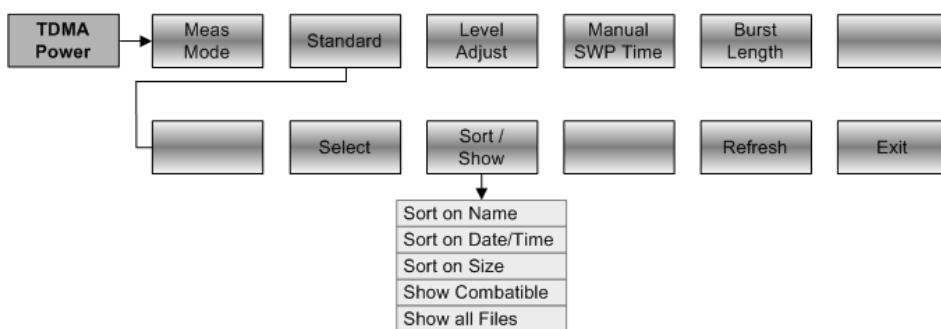 TDMA
Power
Meas
Mode
Standard
Level
Adjust
Manual
SWP Time
Burst
Length
Select
Sort /
Show
Refresh
Exit
Sort on Name
Sort on Date/Time
Sort on Size
Show Combatible
Show all Files